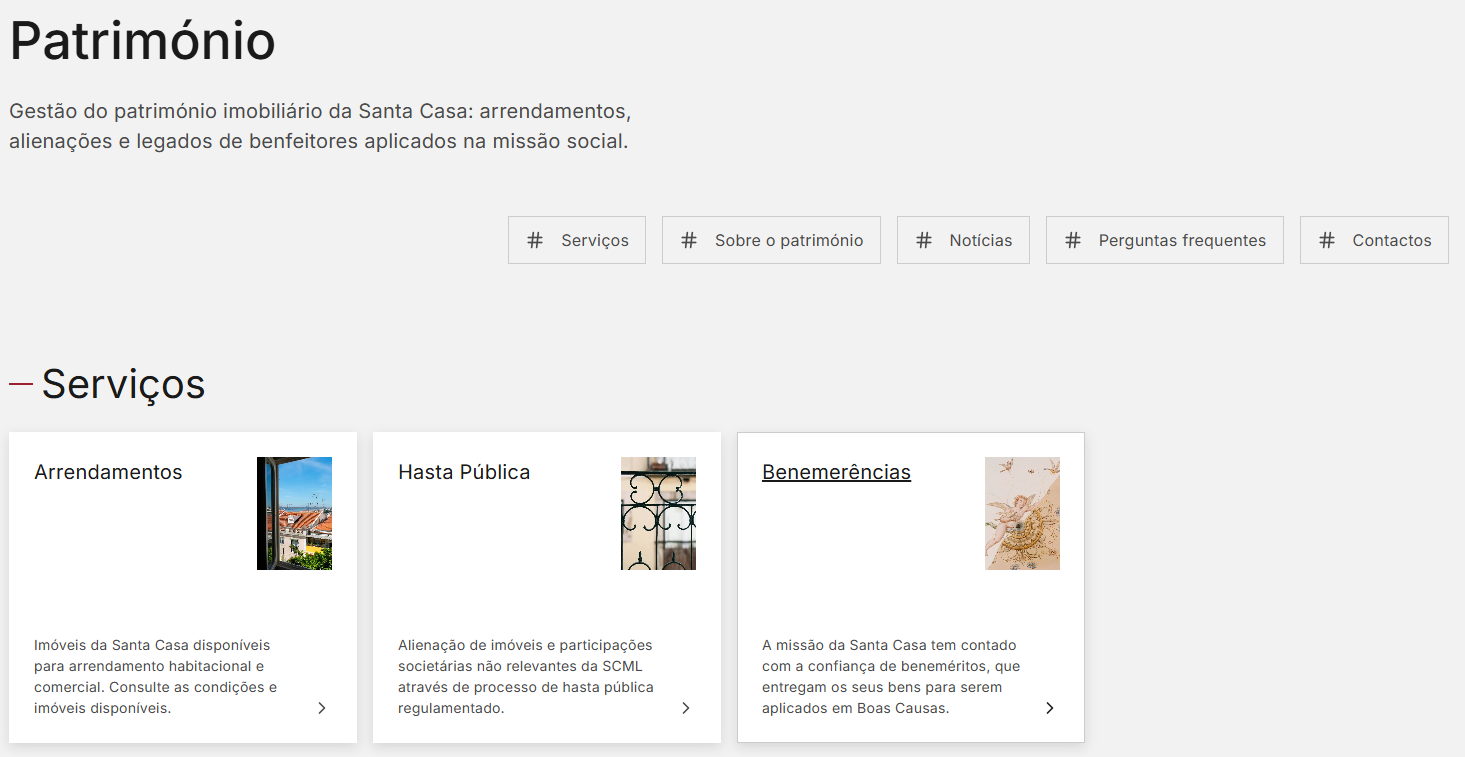 Património
Gestão do património imobiliário da Santa Casa: arrendamentos,
alienações e legados de benfeitores aplicados na missão social.
# Serviços
# Sobre o património
# Notícias
# Perguntas frequentes
# Contactos
Serviços
Arrendamentos
Imóveis da Santa Casa disponíveis
para arrendamento habitacional e
comercial. Consulte as condições e
imóveis disponíveis.
Hasta Pública
Alienação de imóveis e participações
societárias não relevantes da SCML
através de processo de hasta pública
regulamentado.
Benemerências
A missão da Santa Casa tem contado
com a confiança de beneméritos, que
entregam os seus bens para serem
aplicados em Boas Causas.